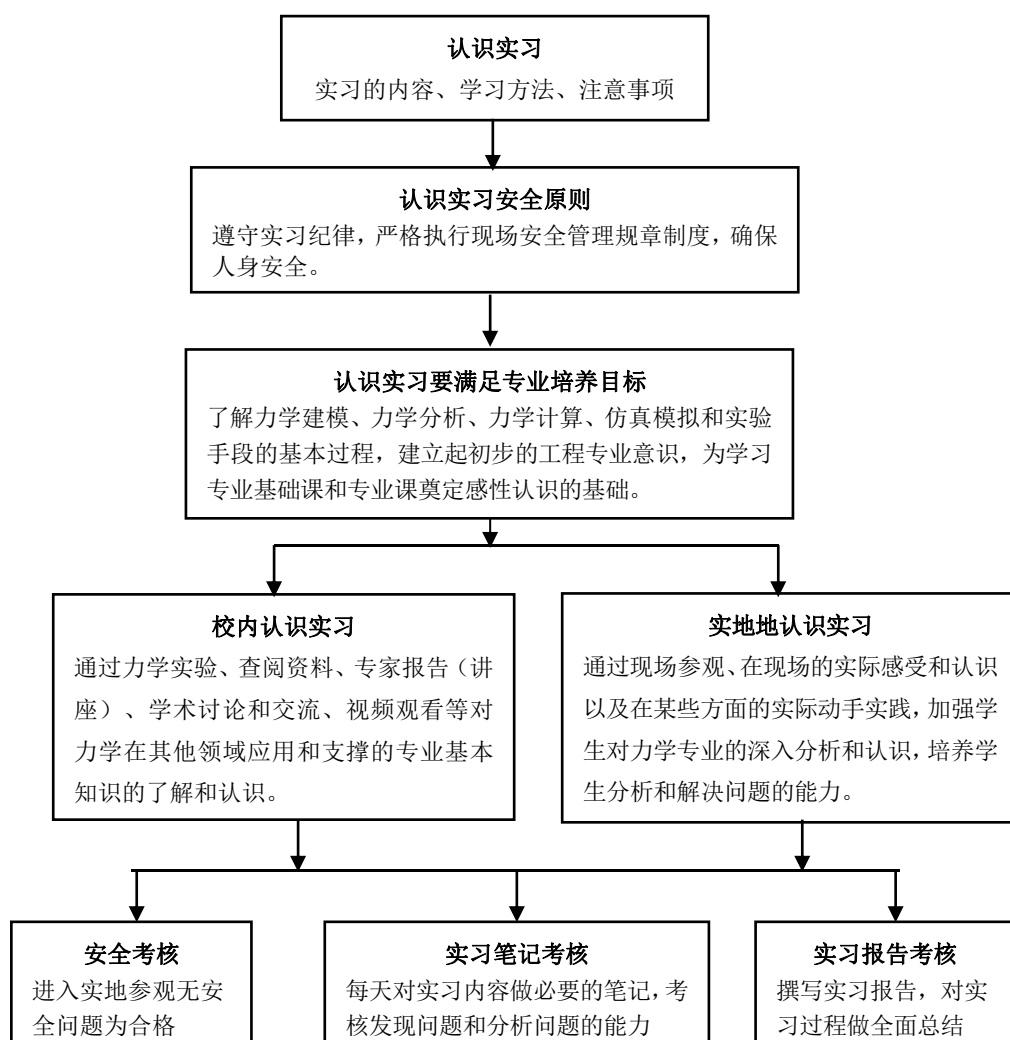 认识实习
实习的内容、学习方法、注意事项
认识实习安全原则
遵守实习纪律，严格执行现场安全管理规章制度，确保
人身安全。
认识实习要满足专业培养目标
了解力学建模、力学分析、力学计算、仿真模拟和实验
手段的基本过程，建立起初步的工程专业意识，为学习
专业基础课和专业课奠定感性认识的基础。
校内认识实习
通过力学实验、查阅资料、专家报告（讲
座）、学术讨论和交流、视频观看等对
力学在其他领域应用和支撑的专业基本
知识的了解和认识。
实地地认识实习
通过现场参观、在现场的实际感受和认识
以及在某些方面的实际动手实践，加强学
生对力学专业的深入分析和认识，培养学
生分析和解决问题的能力。
安全考核
进入实地参观无安
全问题为合格
实习笔记考核
每天对实习内容做必要的笔记，考
核发现问题和分析问题的能力
实习报告考核
撰写实习报告，对实
习过程做全面总结